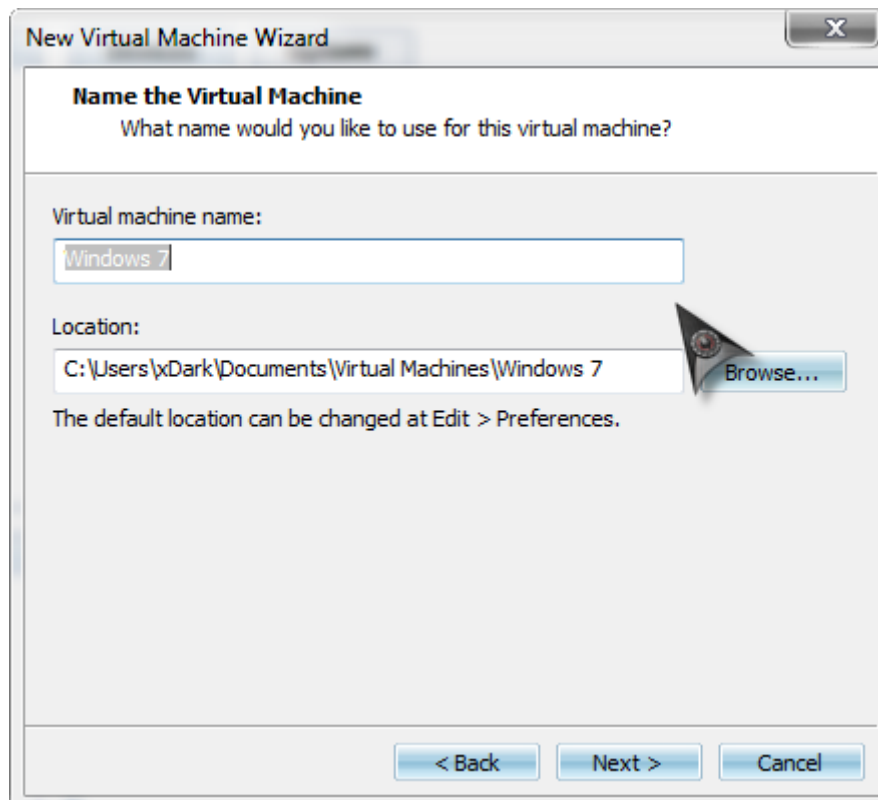 New Virtual Machine Wizard
X
Name the Virtual Machine
What name would you like to use for this virtual machine?
Virtual machine name:
Windows 7
Location:
C:\Users\xDark\Documents\Virtual Machines\Windows 7
Browse...
The default location can be changed at Edit > Preferences.
< Back
Next >
Cancel